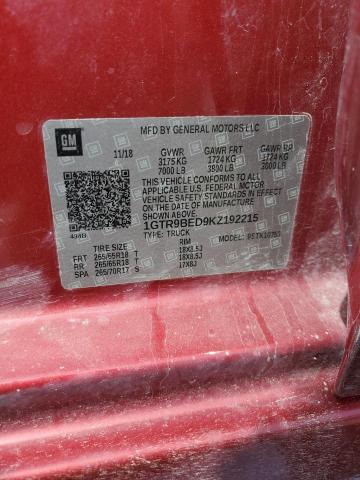 GM
MFD BY GENERAL MOTORS LLC
11/18 GVWR GAWR FRT GAWR RR
3175 KG 1724 KG 1724 KG
7000 LB 3800 LB 3800 LB
THIS VEHICLE CONFORMS TO ALL
APPLICABLE U.S. FEDERAL MOTOR
VEHICLE SAFETY STANDARDS IN EFFECT
ON THE DATE OF MANUFACTURE
SHOWN ABOVE.
1GTR9BED9KZ192215
TYPE: TRUCK
TIRE SIZE RIM MODEL:
FRT 265/65R18 T 18X8.5J
RR 265/65R18 T 18X8.5J
SPA 265/70R17 S 17X8J